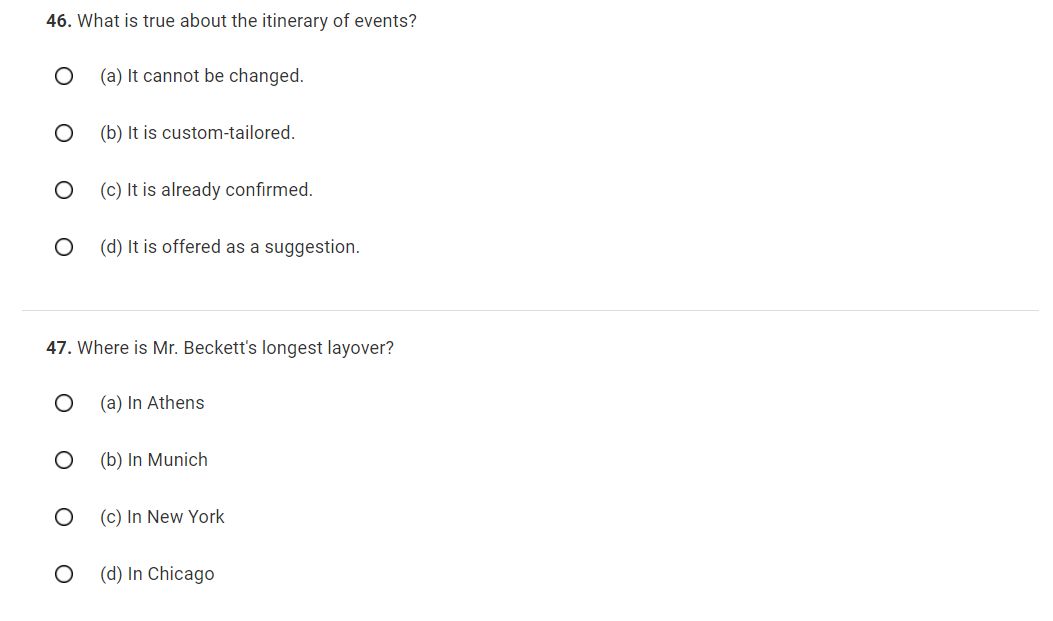 46. What is true about the itinerary of events?
(a) It cannot be changed.
(b) It is custom-tailored.
(c) It is already confirmed.
(d) It is offered as a suggestion.
47. Where is Mr. Beckett's longest layover?
(a) In Athens
(b) In Munich
(c) In New York
(d) In Chicago